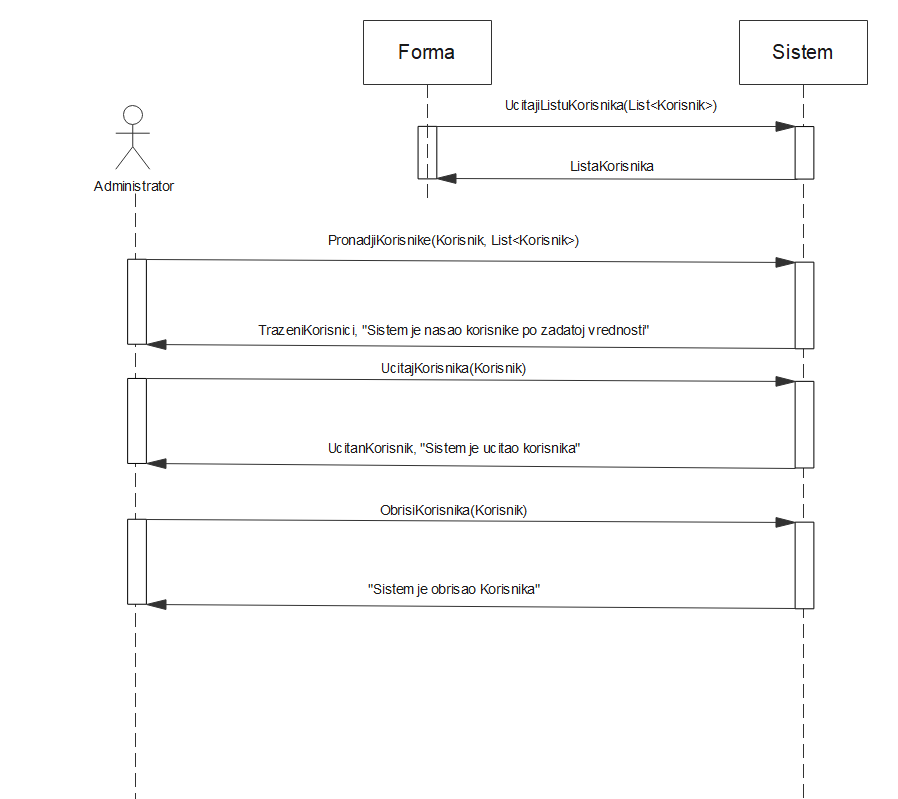 Forma
Sistem
UcitajiListuKorisnika(List<Korisnik>)
ListaKorisnika
Administrator
PronadjiKorisnike(Korisnik, List<Korisnik>)
TrazeniKorisnici, "Sistem je nasao korisnike po zadatoj vrednosti"
UcitajKorisnika(Korisnik)
UcitanKorisnik, "Sistem je ucitao korisnika"
ObrisiKorisnika(Korisnik)
"Sistem je obrisao Korisnika"